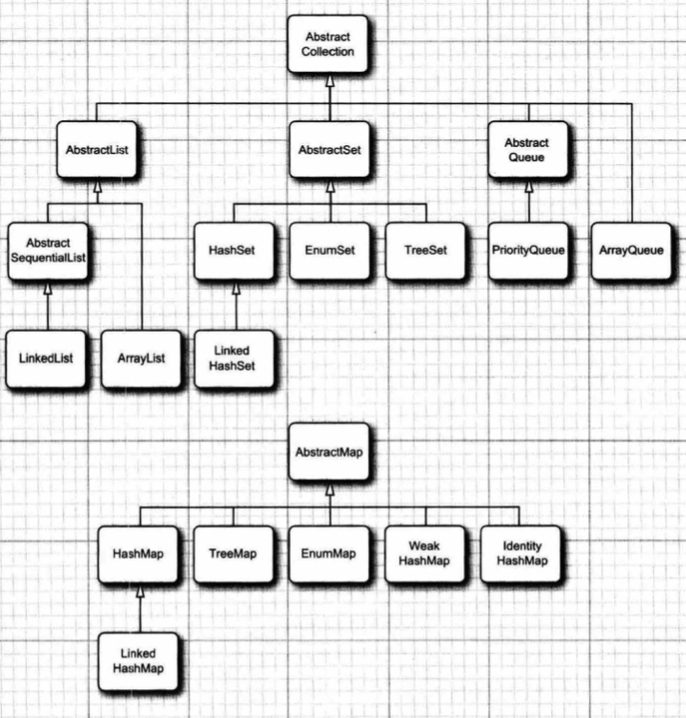 Abstract
Collection
AbstractList
AbstractSet
Abstract
Queue
Abstract
SequentialList
HashSet
EnumSet
TreeSet
PriorityQueue
ArrayQueue
LinkedList
ArrayList
Linked
HashSet
AbstractMap
HashMap
TreeMap
EnumMap
Weak
HashMap
Identity
HashMap
Linked
HashMap